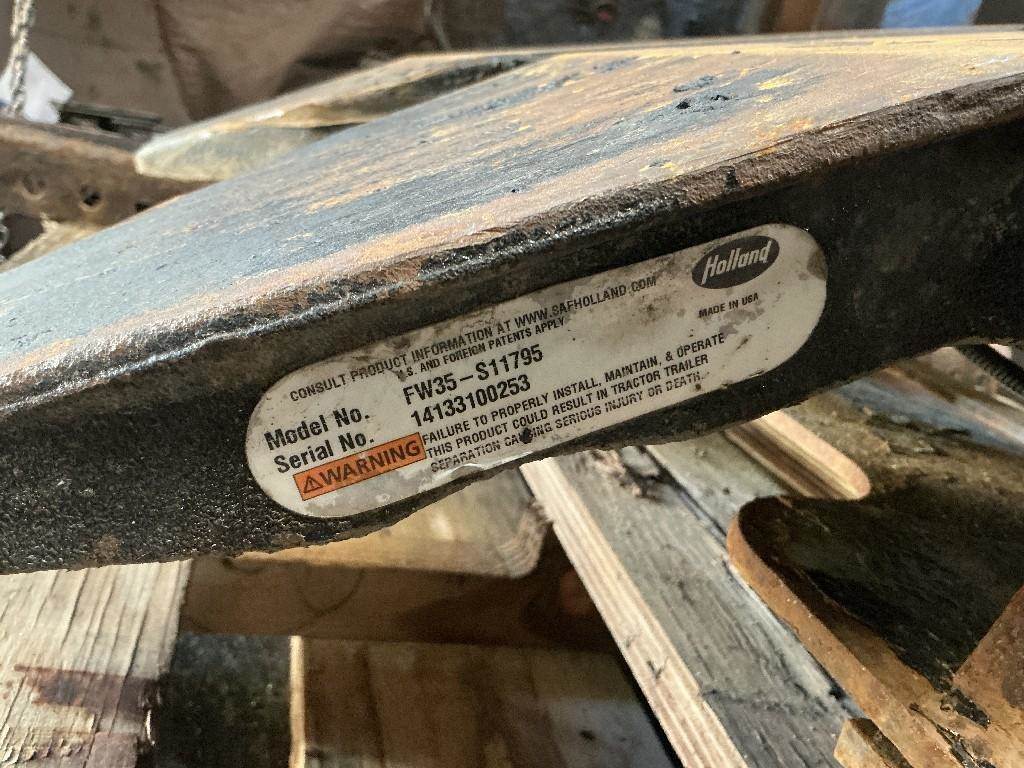 Holland
CONSULT PRODUCT INFORMATION AT WWW.SAFHOLLAND.COM
U.S. AND FOREIGN PATENTS APPLY
MADE IN USA
Model No. FW35-S11795
Serial No. 14133100253
⚠WARNING
FAILURE TO PROPERLY INSTALL, MAINTAIN, & OPERATE
THIS PRODUCT COULD RESULT IN TRACTOR TRAILER
SEPARATION CAUSING SERIOUS INJURY OR DEATH.